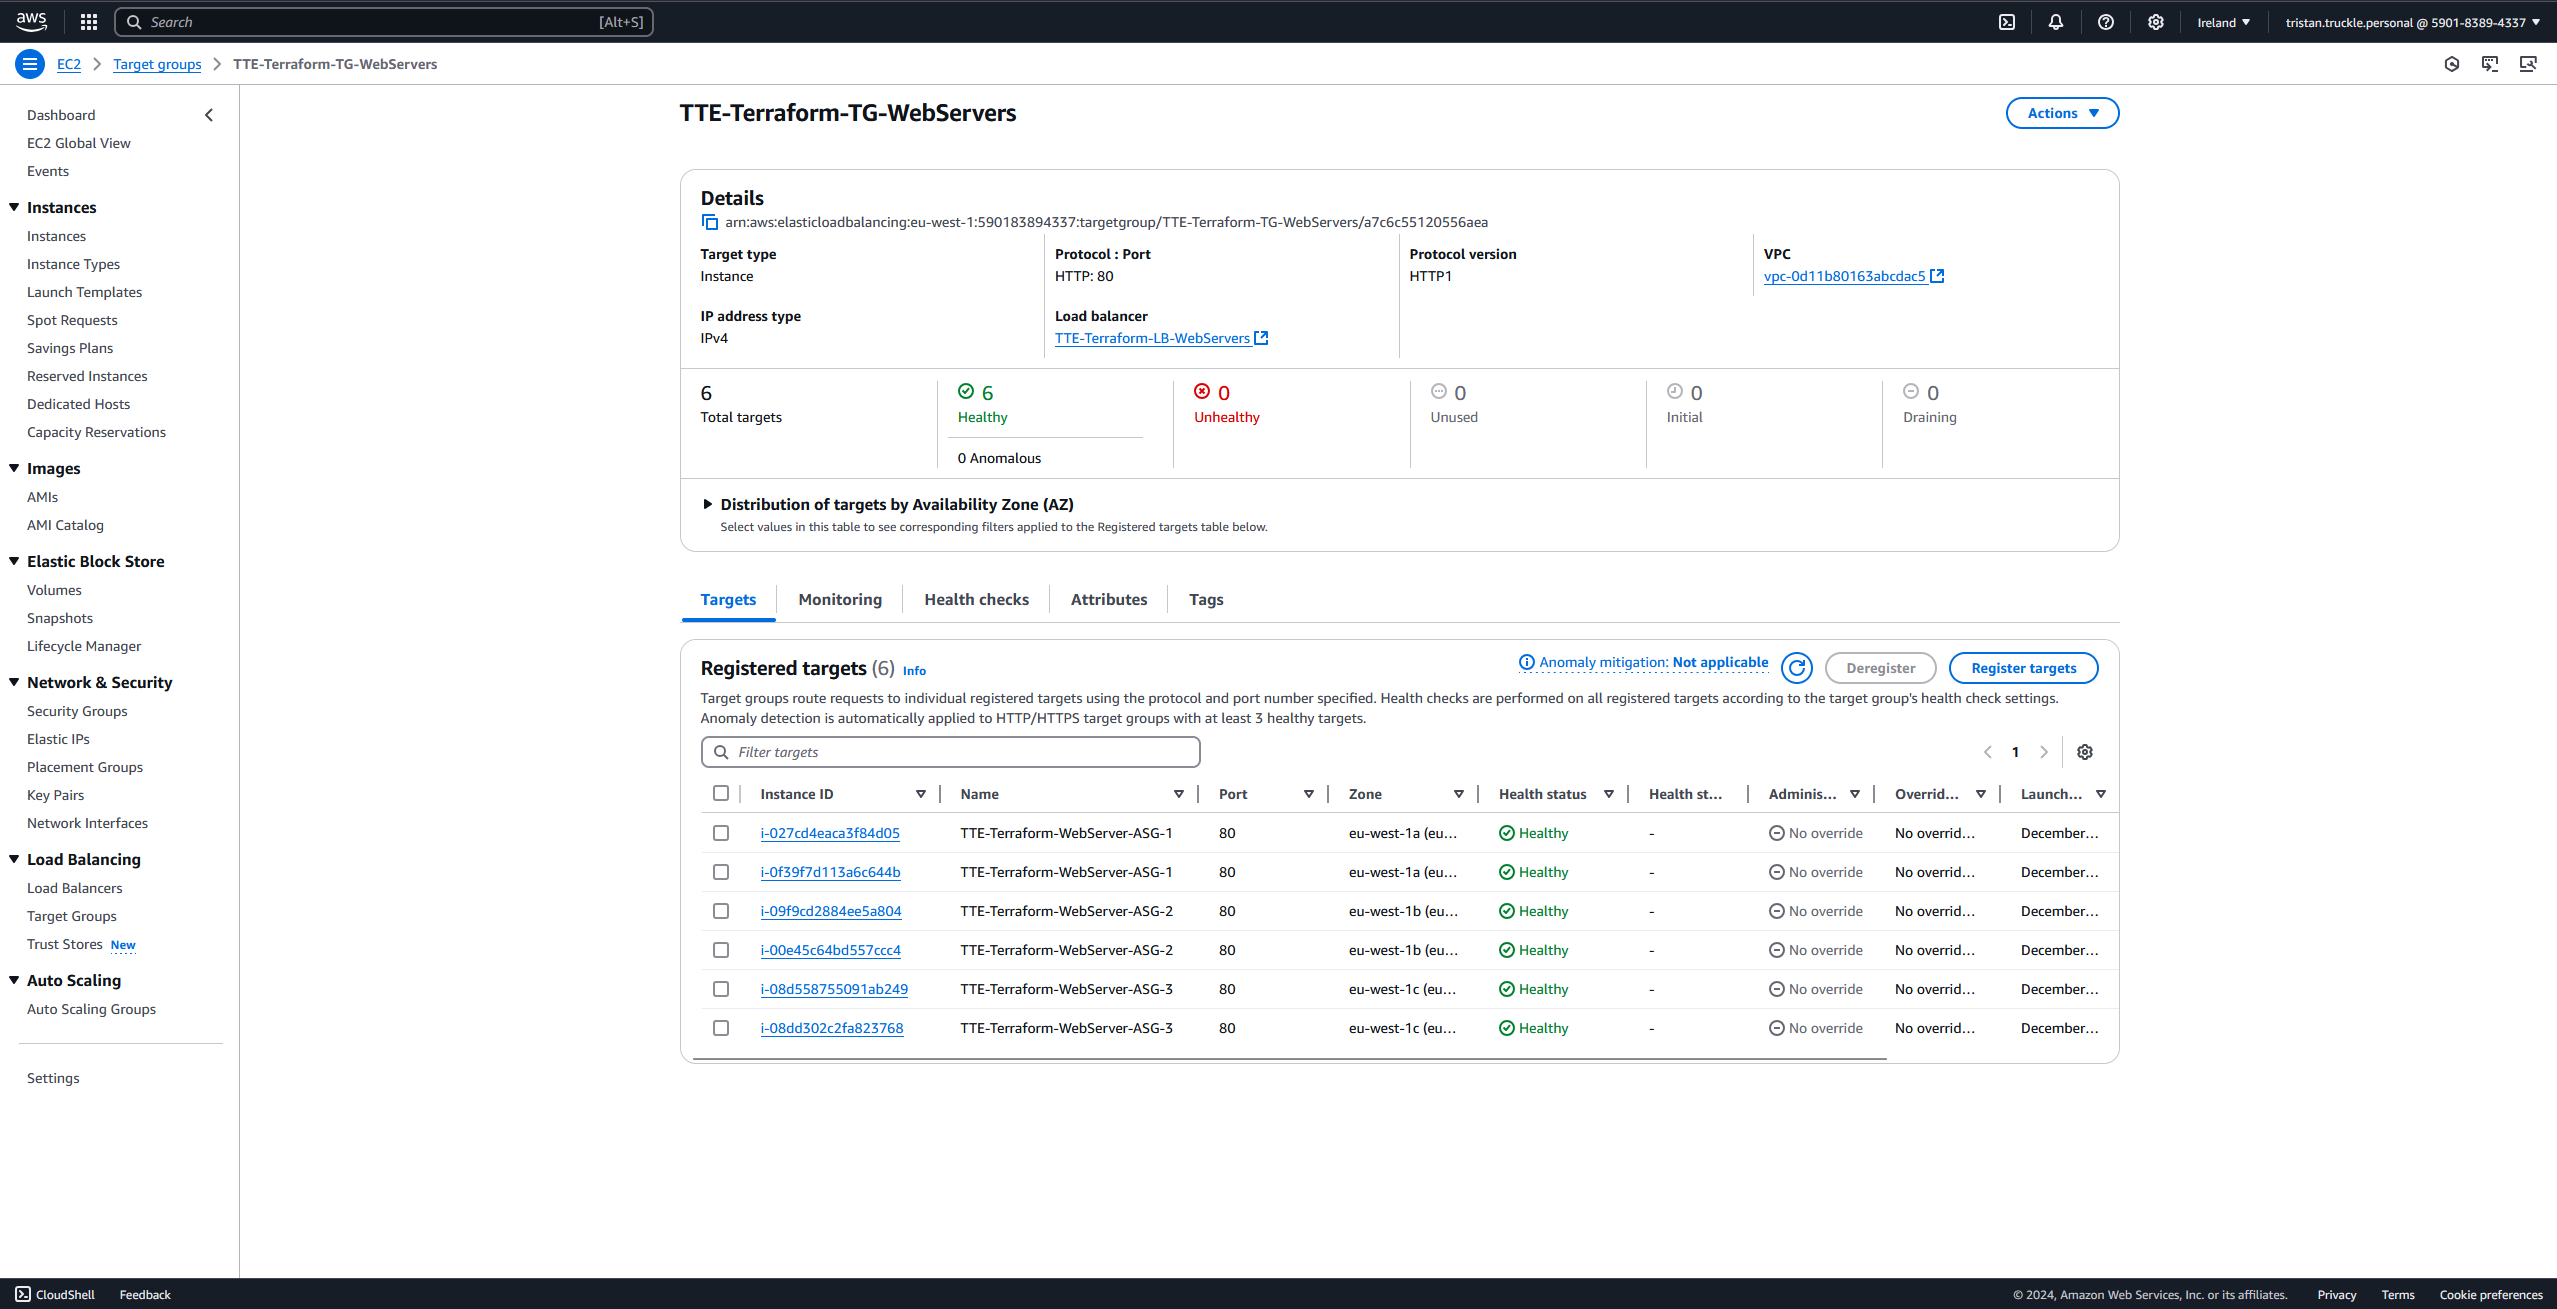 aws
Search [Alt+S]
Ireland
tristan.truckle.personal @ 5901-8389-4337
EC2 > Target groups > TTE-Terraform-TG-WebServers
Dashboard
EC2 Global View
Events
Instances
Instances
Instance Types
Launch Templates
Spot Requests
Savings Plans
Reserved Instances
Dedicated Hosts
Capacity Reservations
Images
AMIs
AMI Catalog
Elastic Block Store
Volumes
Snapshots
Lifecycle Manager
Network & Security
Security Groups
Elastic IPs
Placement Groups
Key Pairs
Network Interfaces
Load Balancing
Load Balancers
Target Groups
Trust Stores New
Auto Scaling
Auto Scaling Groups
Settings
TTE-Terraform-TG-WebServers
Actions
Details
arn:aws:elasticloadbalancing:eu-west-1:590183894337:targetgroup/TTE-Terraform-TG-WebServers/a7c6c55120556aea
Target type
Instance
Protocol : Port
HTTP: 80
Protocol version
HTTP1
VPC
vpc-0d11b80163abcdac5
IP address type
IPv4
Load balancer
TTE-Terraform-LB-WebServers
6
Total targets
6
Healthy
0 Anomalous
0
Unhealthy
0
Unused
0
Initial
0
Draining
Distribution of targets by Availability Zone (AZ)
Select values in this table to see corresponding filters applied to the Registered targets table below.
Targets Monitoring Health checks Attributes Tags
Registered targets (6) Info
Anomaly mitigation: Not applicable
Deregister
Register targets
Target groups route requests to individual registered targets using the protocol and port number specified. Health checks are performed on all registered targets according to the target group's health check settings.
Anomaly detection is automatically applied to HTTP/HTTPS target groups with at least 3 healthy targets.
Filter targets
1
Instance ID Name Port Zone Health status Health st... Adminis... Overrid... Launch...
i-027cd4eaca3f84d05 TTE-Terraform-WebServer-ASG-1 80 eu-west-1a (eu... Healthy - No override No overrid... December...
i-0f39f7d113a6c644b TTE-Terraform-WebServer-ASG-1 80 eu-west-1a (eu... Healthy - No override No overrid... December...
i-09f9cd2884ee5a804 TTE-Terraform-WebServer-ASG-2 80 eu-west-1b (eu... Healthy - No override No overrid... December...
i-00e45c64bd557ccc4 TTE-Terraform-WebServer-ASG-2 80 eu-west-1b (eu... Healthy - No override No overrid... December...
i-08d558755091ab249 TTE-Terraform-WebServer-ASG-3 80 eu-west-1c (eu... Healthy - No override No overrid... December...
i-08dd302c2fa823768 TTE-Terraform-WebServer-ASG-3 80 eu-west-1c (eu... Healthy - No override No overrid... December...
CloudShell Feedback
© 2024, Amazon Web Services, Inc. or its affiliates. Privacy Terms Cookie preferences